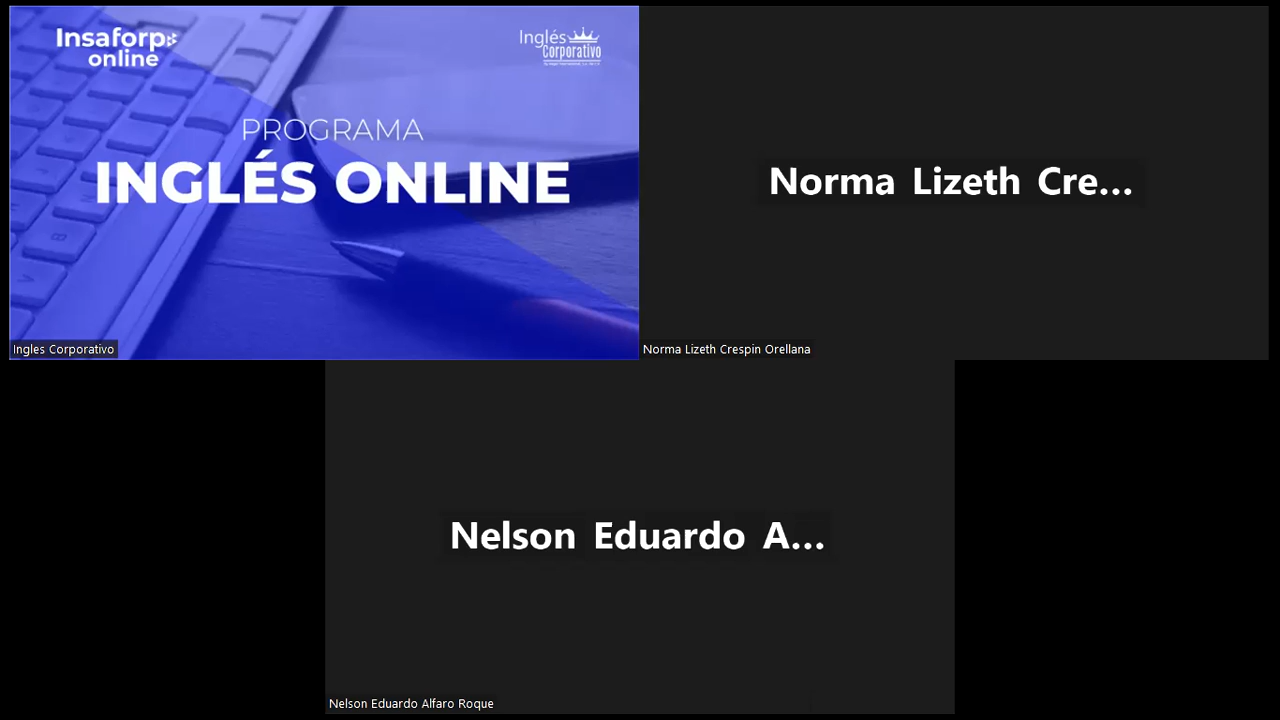 Insaforp
online
Inglés
Corporativo
PROGRAMA
INGLÉS ONLINE
Ingles Corporativo
Norma Lizeth Cre...
Norma Lizeth Crespin Orellana
Nelson Eduardo A...
Nelson Eduardo Alfaro Roque